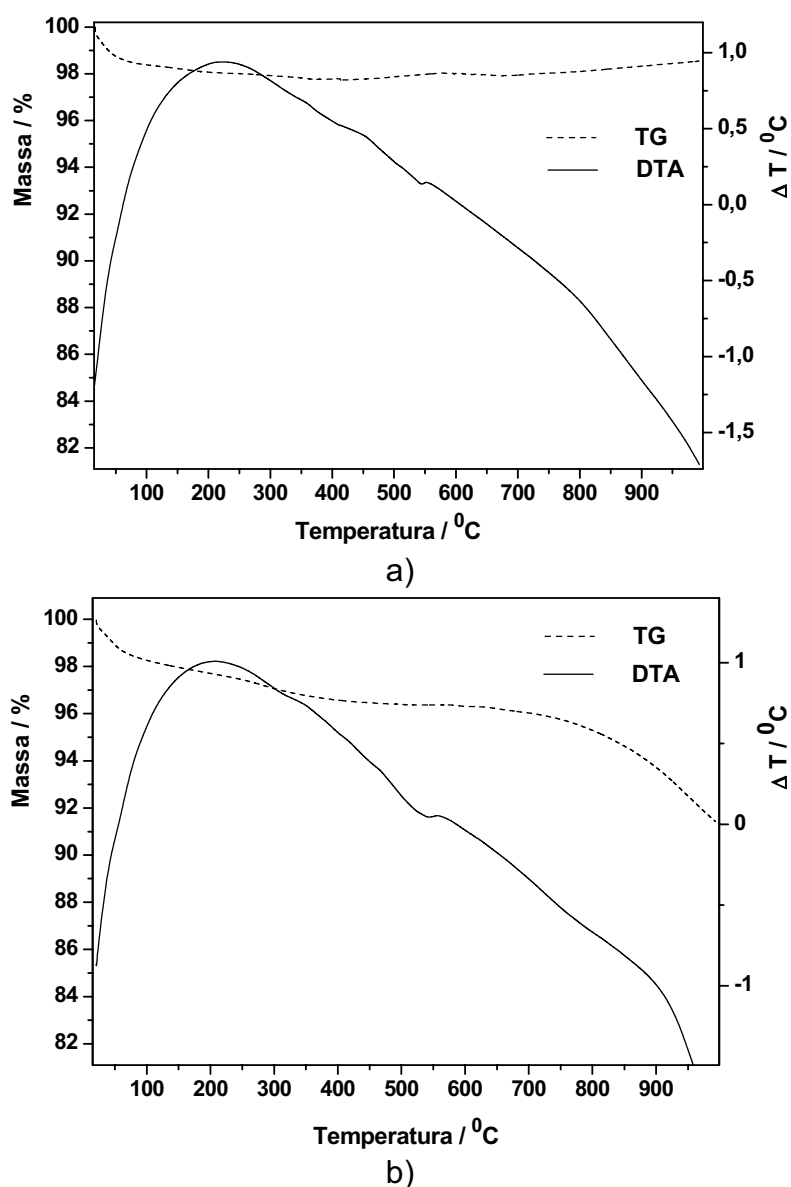 100
98
96
94
92
90
88
86
84
82
Massa / %
1,0
0,5
0,0
-0,5
-1,0
-1,5
Δ T / ⁰C
TG
DTA
100 200 300 400 500 600 700 800 900
Temperatura / ⁰C
a)
100
98
96
94
92
90
88
86
84
82
Massa / %
1
0
-1
Δ T / ⁰C
TG
DTA
100 200 300 400 500 600 700 800 900
Temperatura / ⁰C
b)